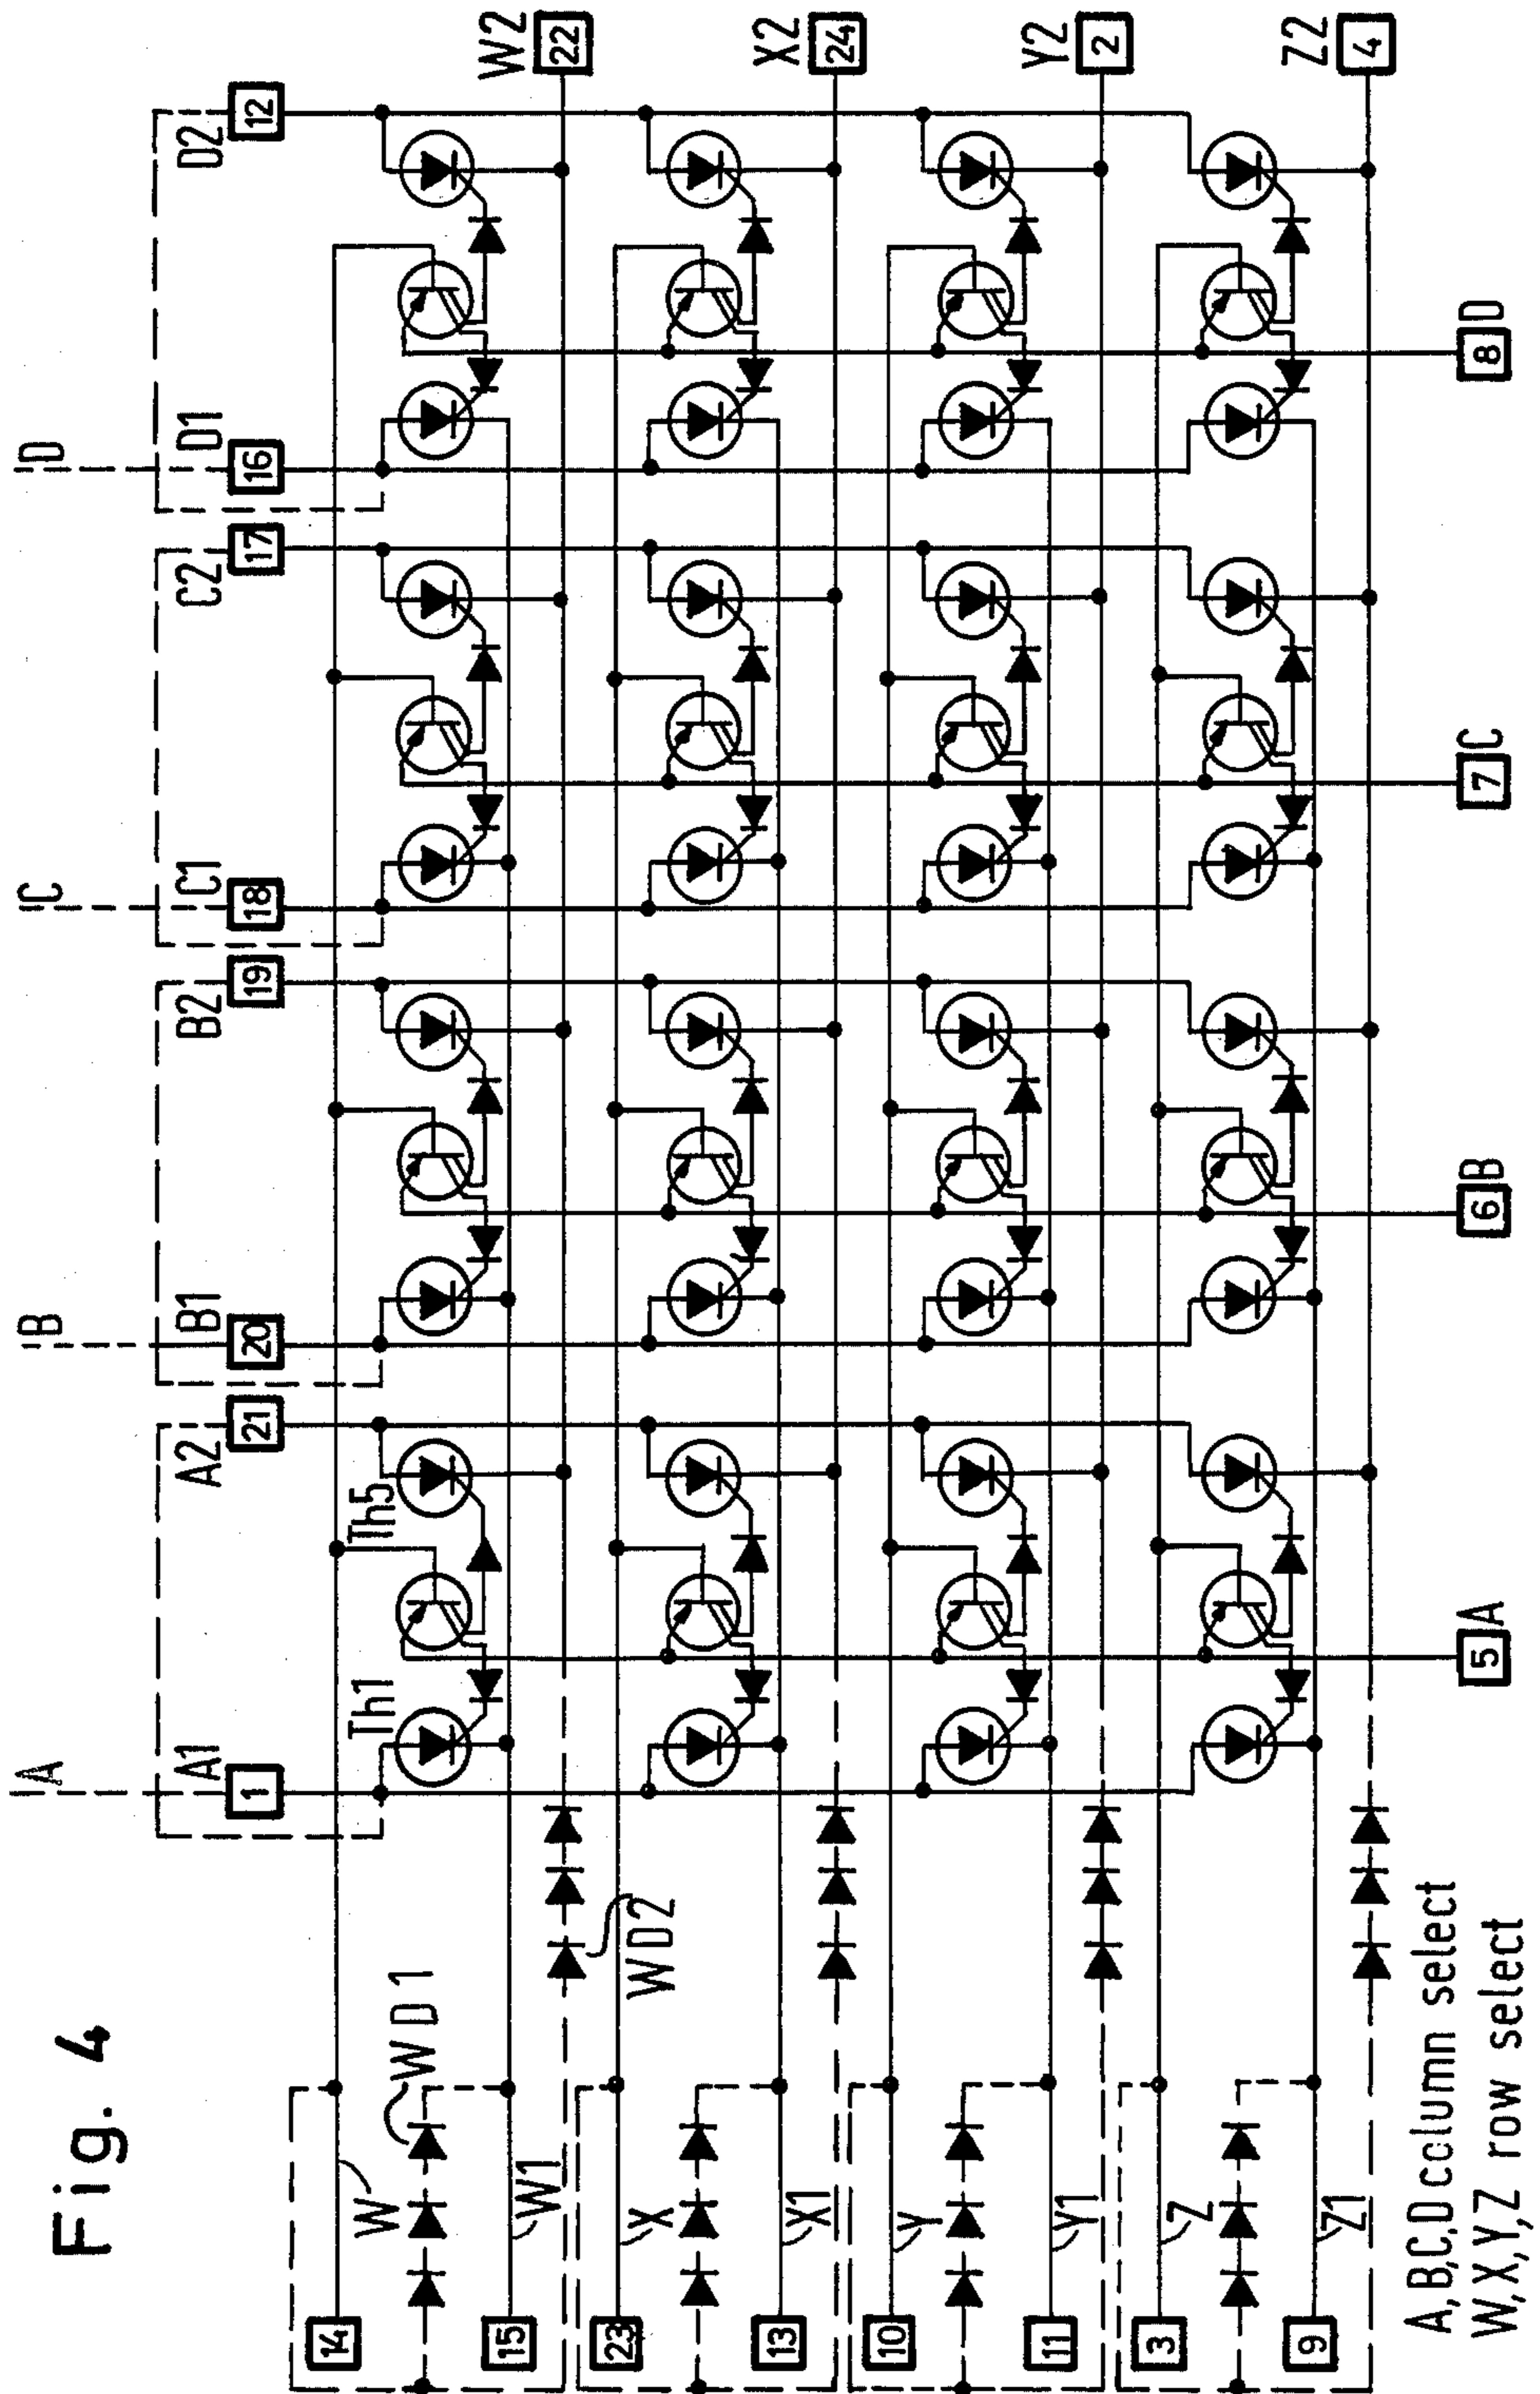 Fig. 4
A B C D
A1 A2 B1 B2 C1 C2 D1 D2
1 21 20 19 18 17 16 12
14
W
Th1 Th5
WD1
15
W1
W2
22
WD2
23
X
13
X1
X2
24
10
Y
11
Y1
Y2
2
3
Z
9
Z1
Z2
4
5 A 6 B 7 C 8 D
A,B,C,D column select
W,X,Y,Z row select